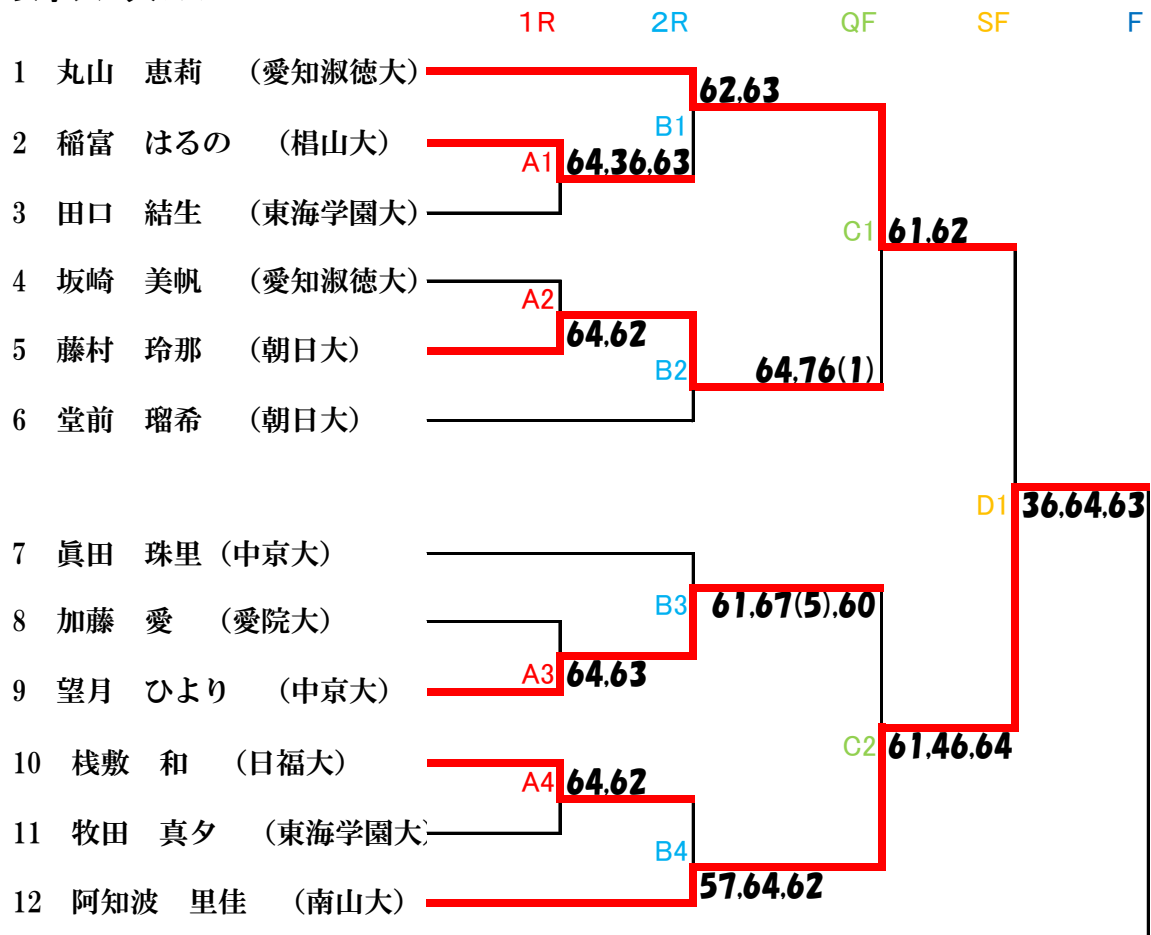 1R 2R QF SF F
1 丸山 恵莉 （愛知淑徳大）
62,63
B1
2 稲富 はるの （椙山大）
A1 64,36,63
3 田口 結生 （東海学園大）
C1 61,62
4 坂崎 美帆 （愛知淑徳大）
A2
64,62
5 藤村 玲那 （朝日大）
B2 64,76(1)
6 堂前 瑠希 （朝日大）
D1 36,64,63
7 眞田 珠里（中京大）
B3 61,67(5),60
8 加藤 愛 （愛院大）
A3 64,63
9 望月 ひより （中京大）
C2 61,46,64
10 桟敷 和 （日福大）
A4 64,62
11 牧田 真夕 （東海学園大）
B4
57,64,62
12 阿知波 里佳 （南山大）